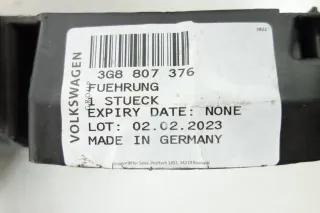 VOLKSWAGEN
3G8 807 376
FUEHRUNG
1 STUECK
EXPIRY DATE: NONE
LOT: 02.02.2023
MADE IN GERMANY